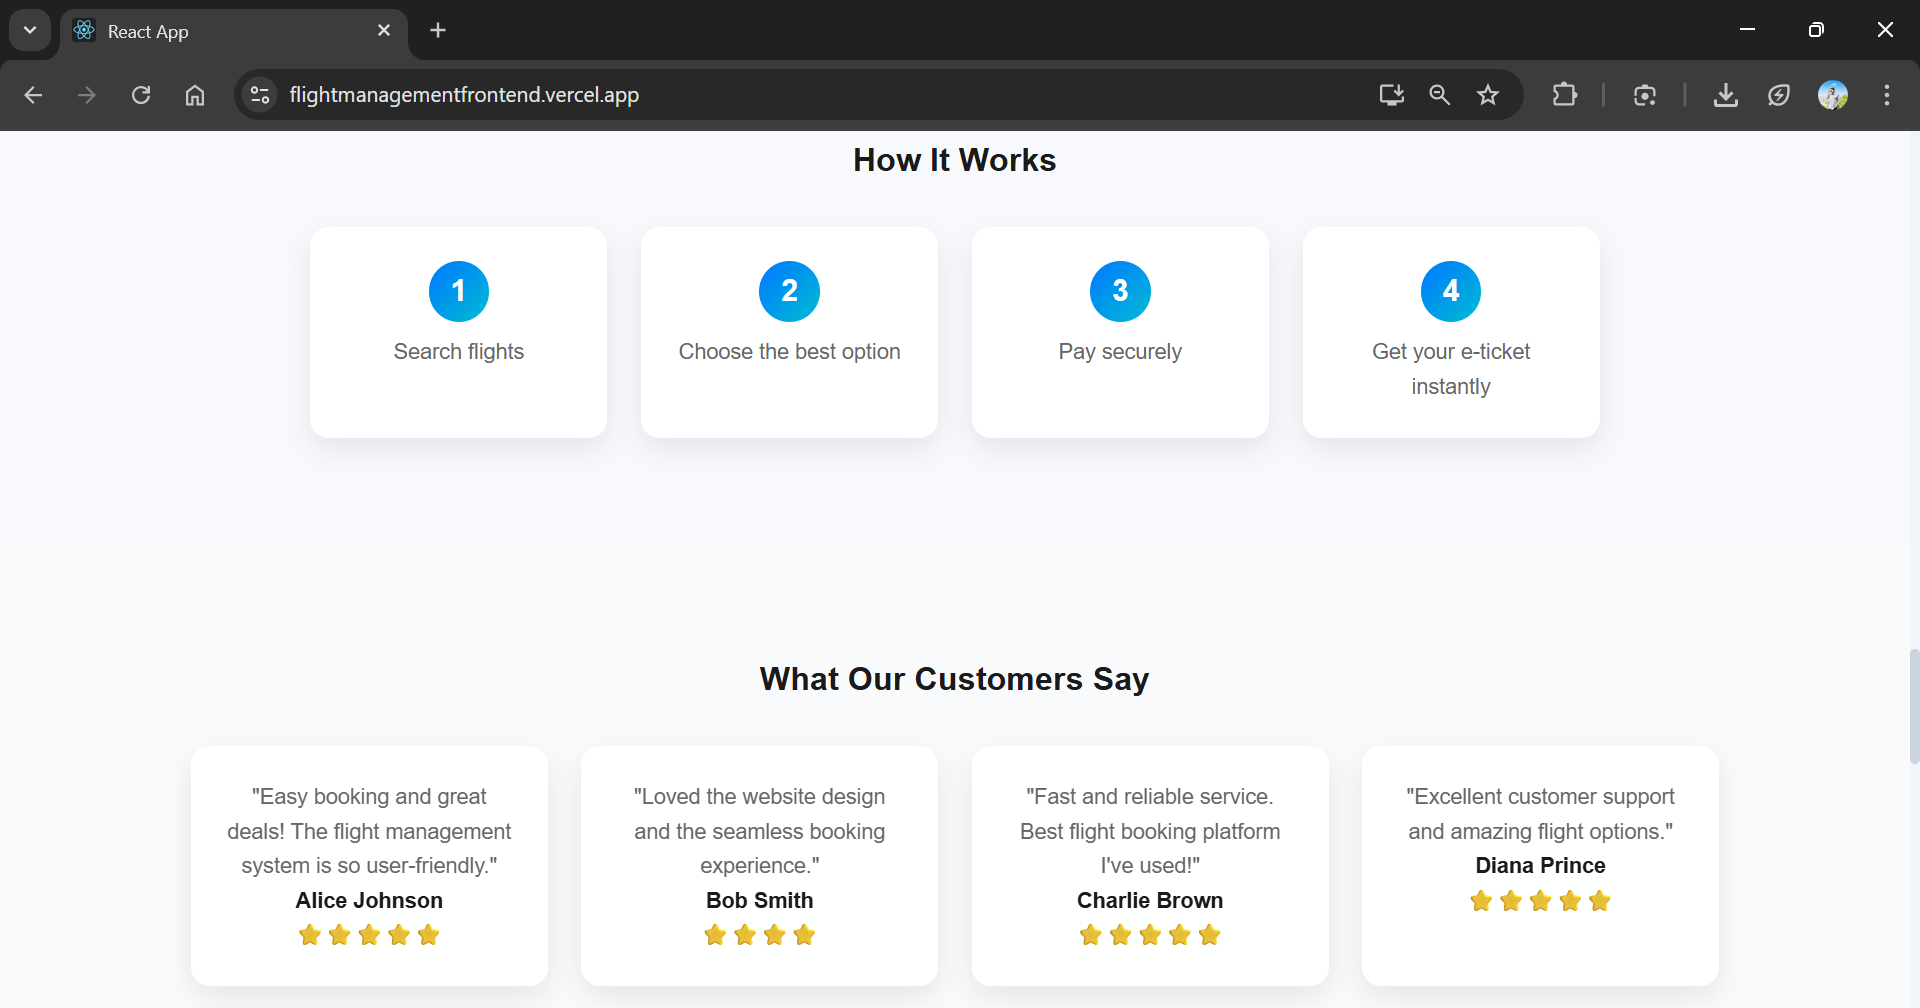 React App
flightmanagementfrontend.vercel.app
How It Works
1
Search flights
2
Choose the best option
3
Pay securely
4
Get your e-ticket
instantly
What Our Customers Say
"Easy booking and great
deals! The flight management
system is so user-friendly."
Alice Johnson
"Loved the website design
and the seamless booking
experience."
Bob Smith
"Fast and reliable service.
Best flight booking platform
I've used!"
Charlie Brown
"Excellent customer support
and amazing flight options."
Diana Prince